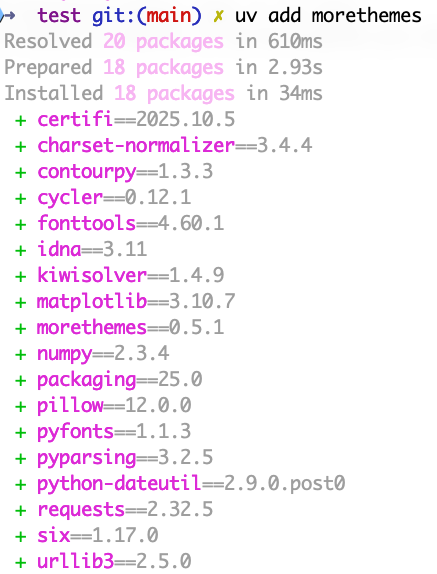 → test git:(main) ✗ uv add morethemes
Resolved 20 packages in 610ms
Prepared 18 packages in 2.93s
Installed 18 packages in 34ms
+ certifi==2025.10.5
+ charset-normalizer==3.4.4
+ contourpy==1.3.3
+ cycler==0.12.1
+ fonttools==4.60.1
+ idna==3.11
+ kiwisolver==1.4.9
+ matplotlib==3.10.7
+ morethemes==0.5.1
+ numpy==2.3.4
+ packaging==25.0
+ pillow==12.0.0
+ pyfonts==1.1.3
+ pyparsing==3.2.5
+ python-dateutil==2.9.0.post0
+ requests==2.32.5
+ six==1.17.0
+ urllib3==2.5.0